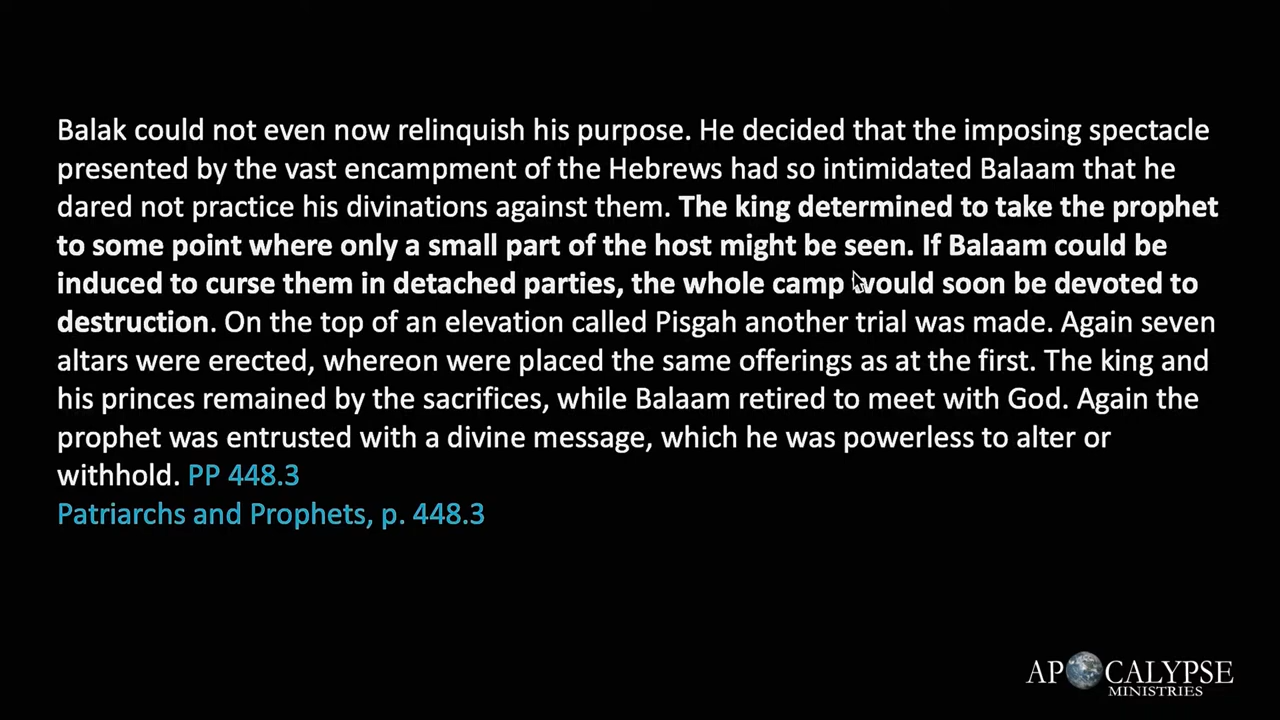 Balak could not even now relinquish his purpose. He decided that the imposing spectacle
presented by the vast encampment of the Hebrews had so intimidated Balaam that he
dared not practice his divinations against them. The king determined to take the prophet
to some point where only a small part of the host might be seen. If Balaam could be
induced to curse them in detached parties, the whole camp would soon be devoted to
destruction. On the top of an elevation called Pisgah another trial was made. Again seven
altars were erected, whereon were placed the same offerings as at the first. The king and
his princes remained by the sacrifices, while Balaam retired to meet with God. Again the
prophet was entrusted with a divine message, which he was powerless to alter or
withhold. PP 448.3
Patriarchs and Prophets, p. 448.3
APOCALYPSE
MINISTRIES